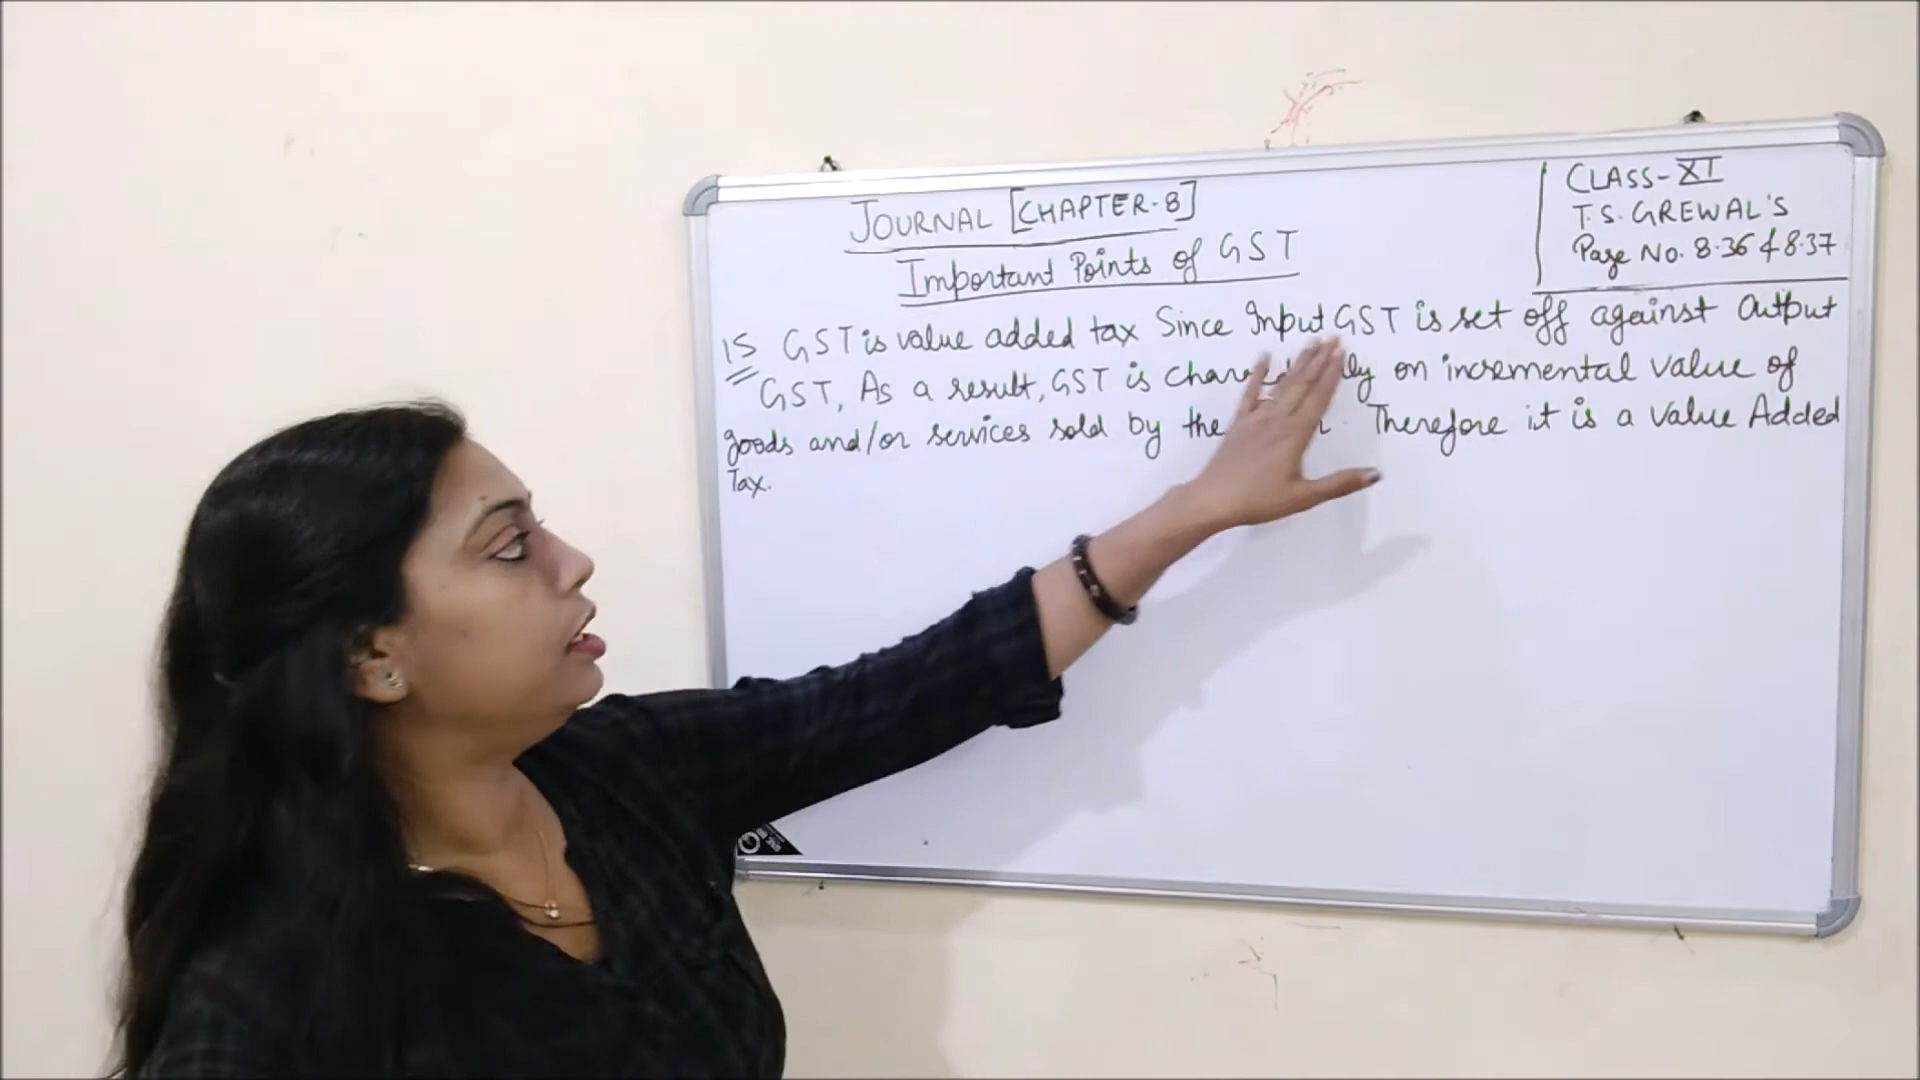 JOURNAL [CHAPTER-8]
Important Points of GST
CLASS-XI
T.S. GREWAL'S
Page No. 8.36 & 8.37
15 GST is value added tax Since Input GST is set off against Output
GST, As a result, GST is on incremental value of
goods and/or services sold by the Therefore it is a Value Added
Tax.